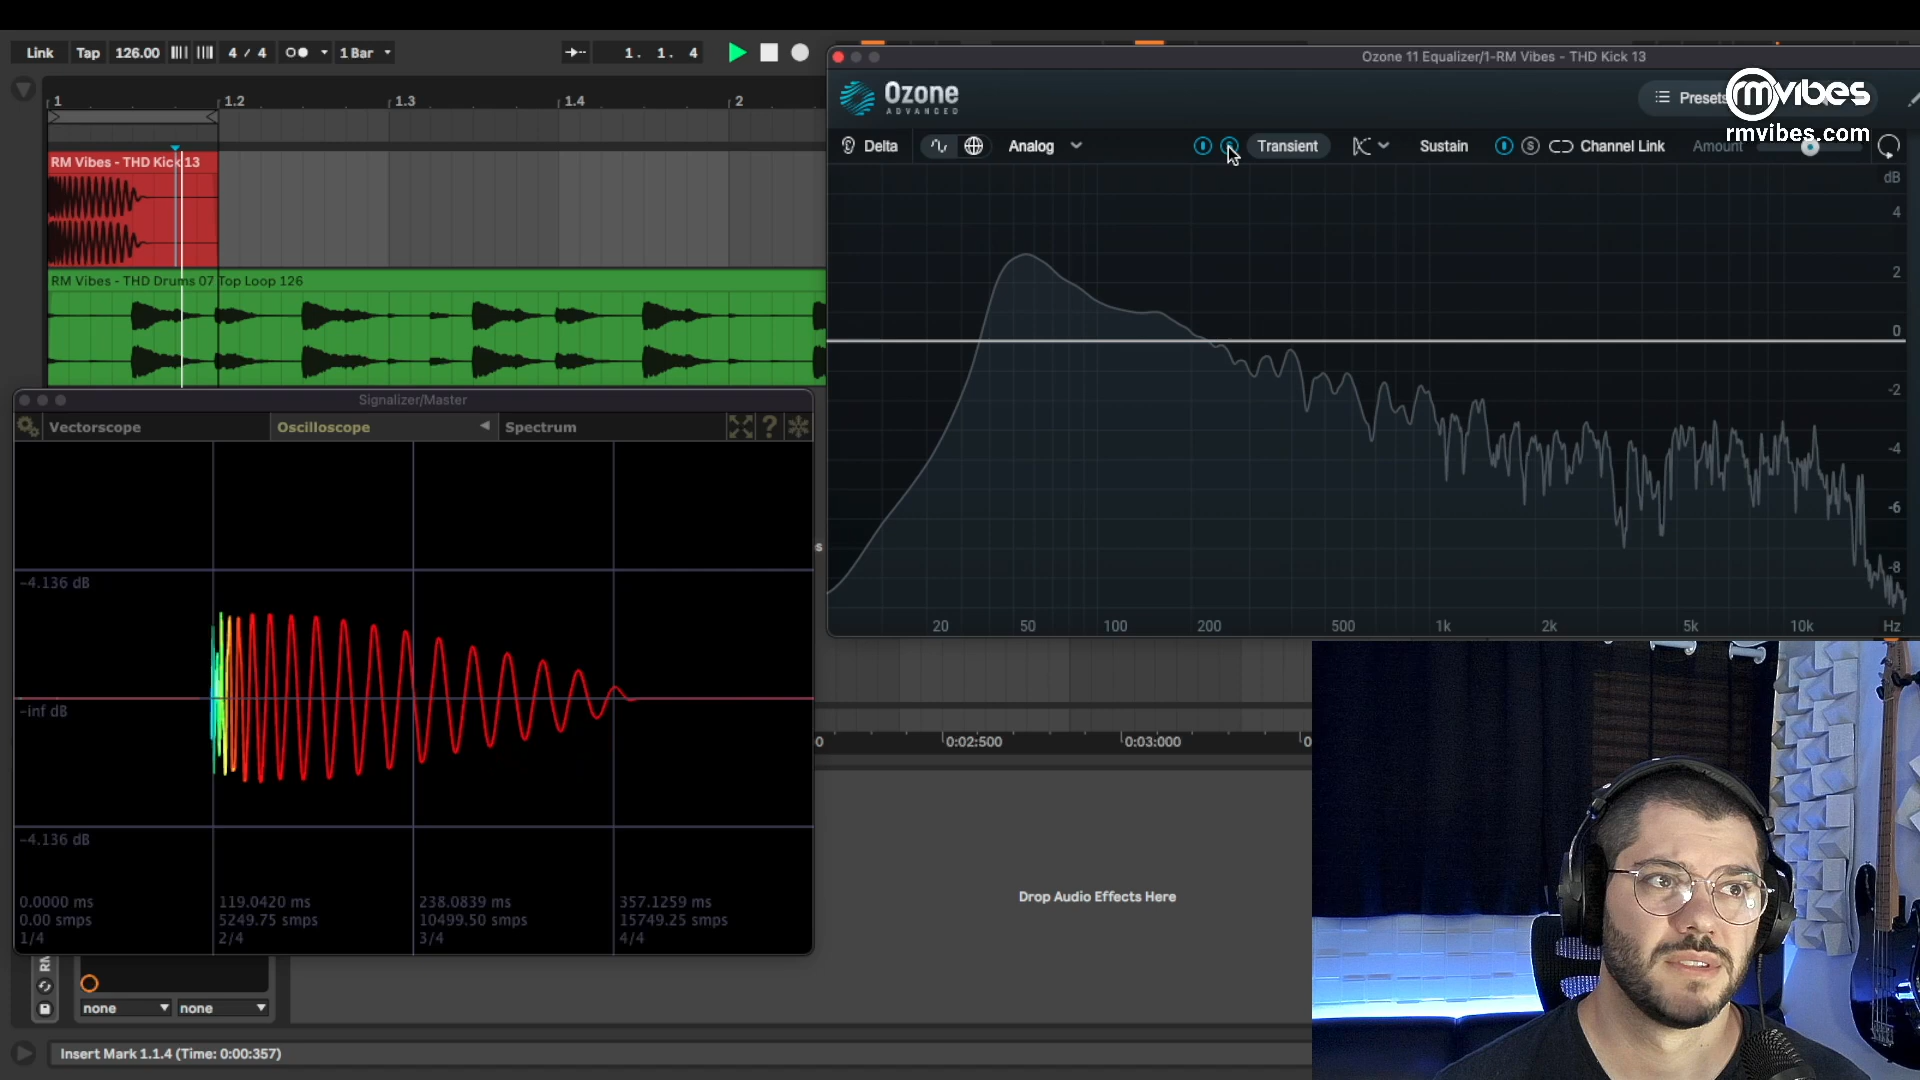 Link Tap 126.00 4 / 4 1 Bar 1. 1. 4
Ozone 11 Equalizer/1-RM Vibes - THD Kick 13
Ozone
ADVANCED
Presets
rmvibes
rmvibes.com
Delta Analog Transient Sustain S Channel Link Amount
1 1.2 1.3 1.4 2
RM Vibes - THD Kick 13
RM Vibes - THD Drums 07 Top Loop 126
dB
4
2
0
-2
-4
-6
-8
20 50 100 200 500 1k 2k 5k 10k Hz
Signalizer/Master
Vectorscope Oscilloscope Spectrum ?
s
-4.136 dB
-inf dB
-4.136 dB
0.0000 ms 119.0420 ms 238.0839 ms 357.1259 ms
0.00 smps 5249.75 smps 10499.50 smps 15749.25 smps
1/4 2/4 3/4 4/4
0 0:02:500 0:03:000 0
Drop Audio Effects Here
RM
none none
Insert Mark 1.1.4 (Time: 0:00:357)